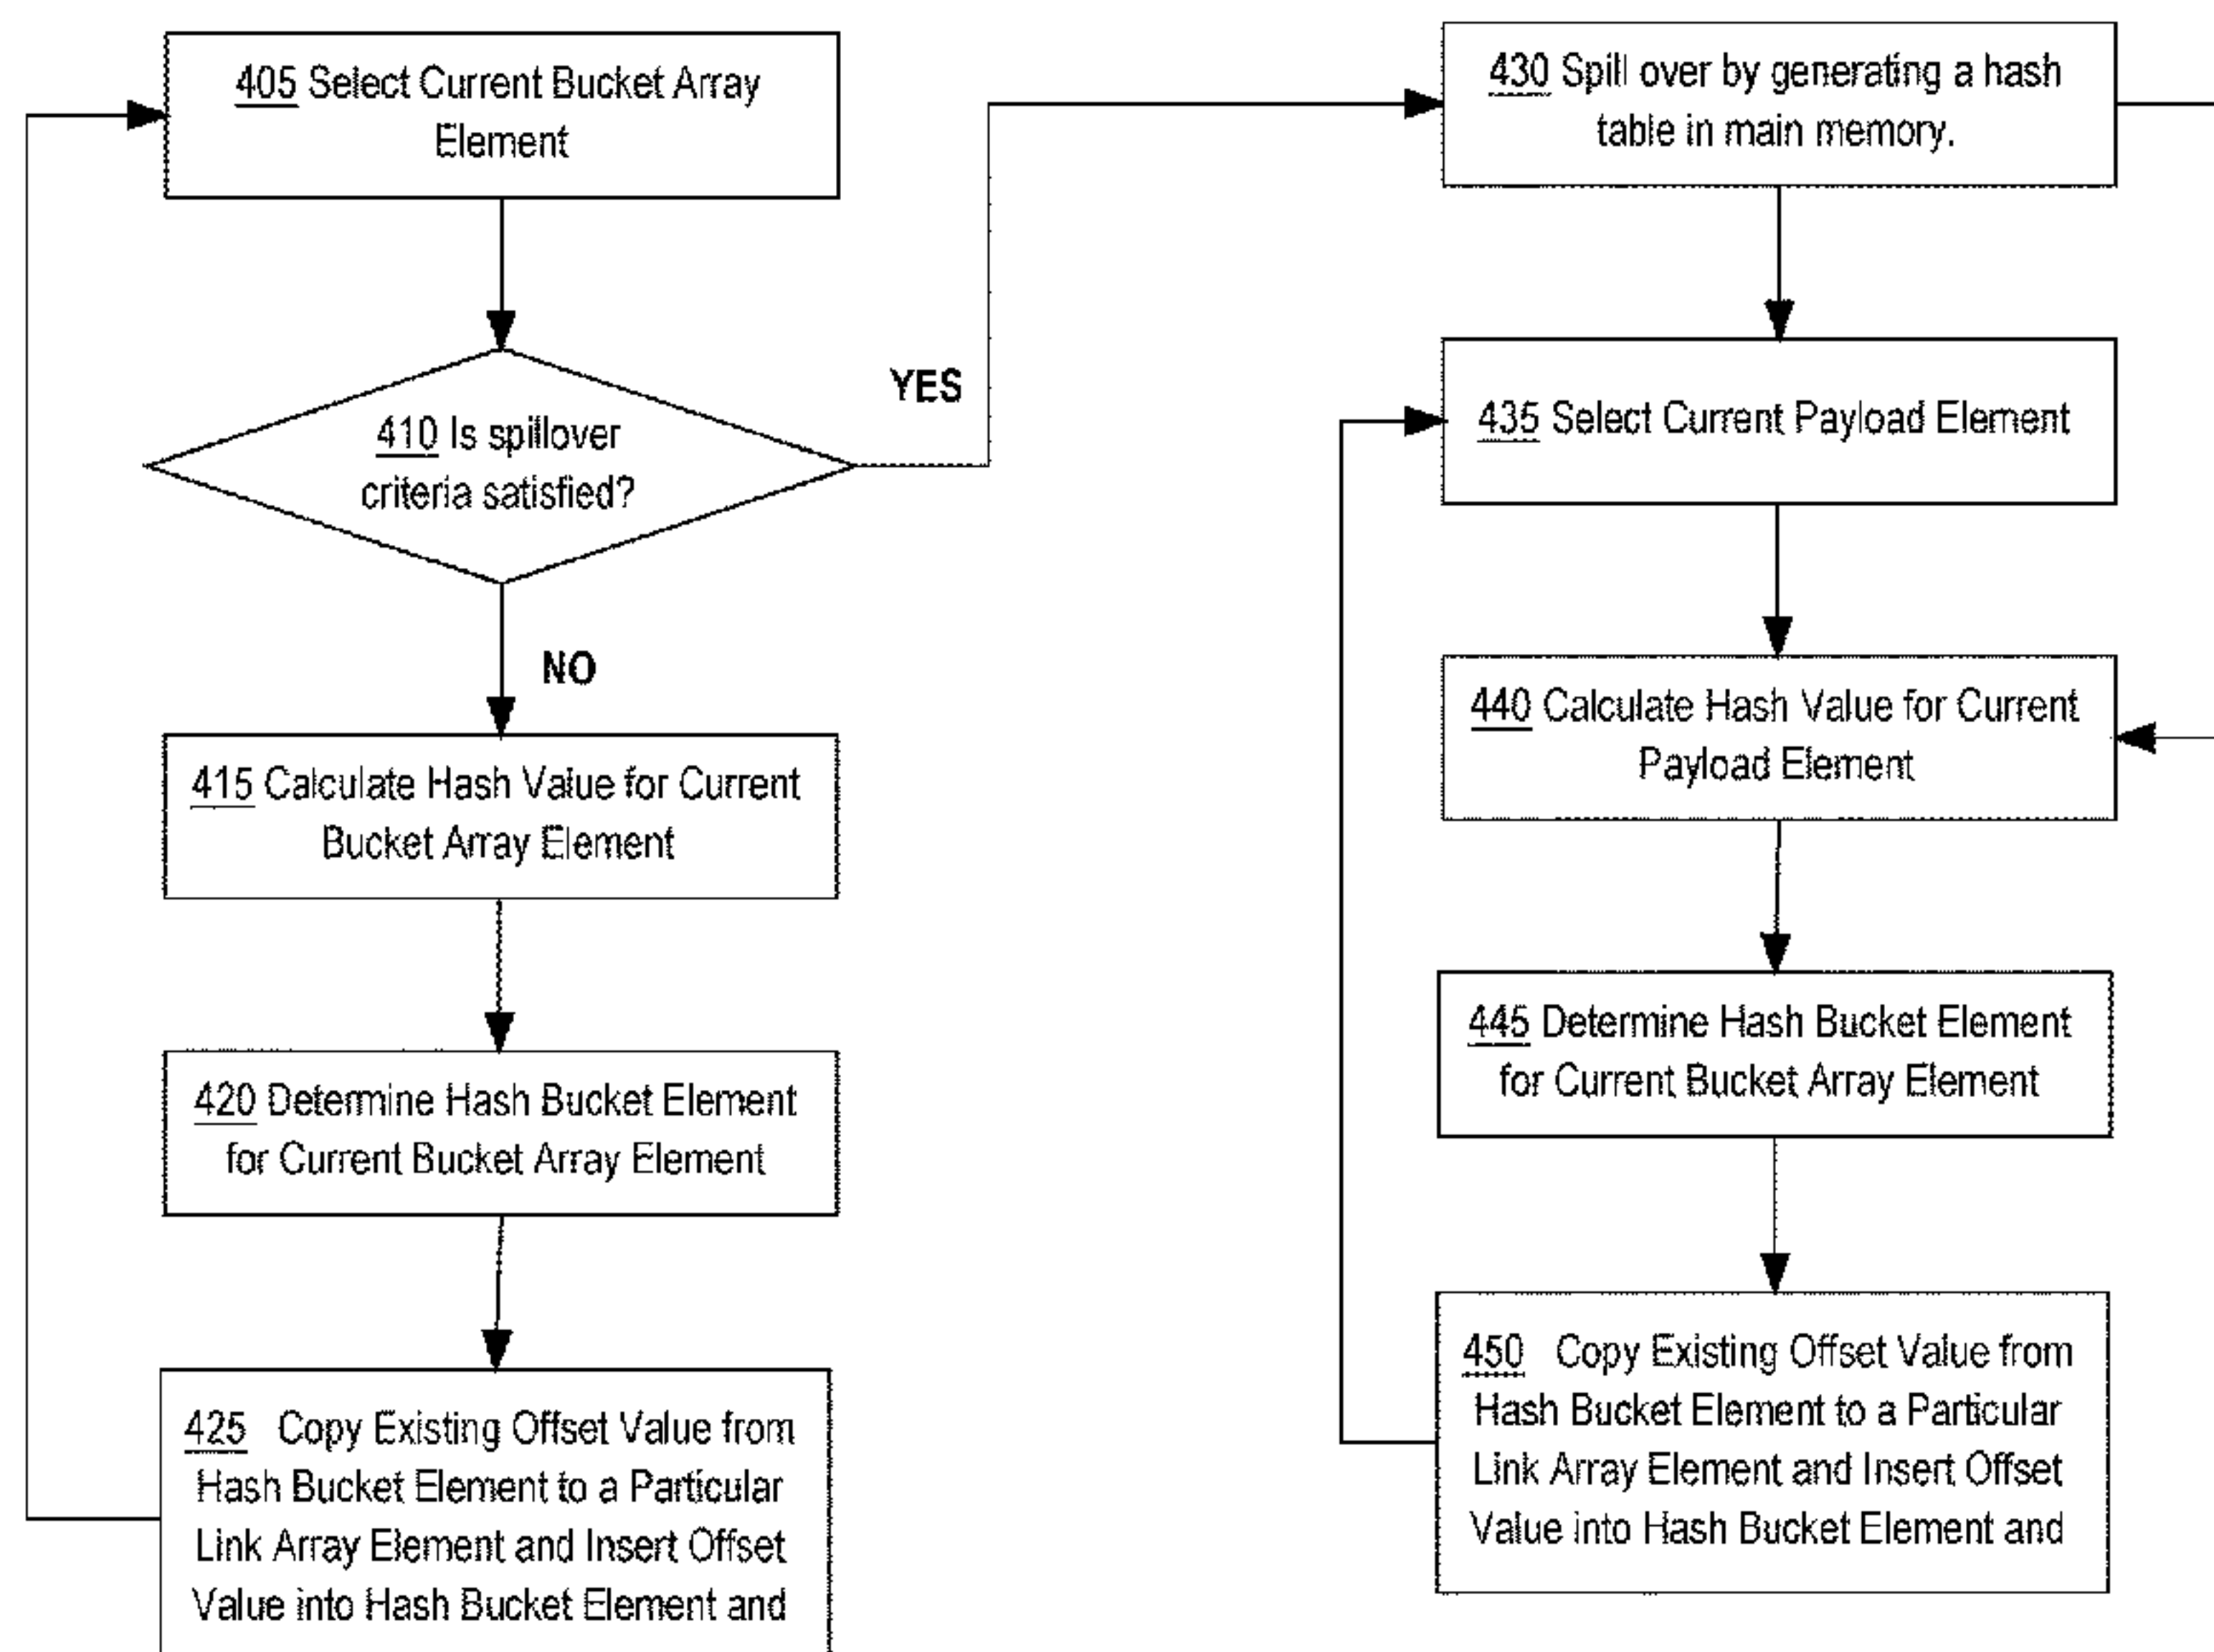 405 Select Current Bucket Array
Element
410 Is spillover
criteria satisfied?
YES
NO
415 Calculate Hash Value for Current
Bucket Array Element
420 Determine Hash Bucket Element
for Current Bucket Array Element
425 Copy Existing Offset Value from
Hash Bucket Element to a Particular
Link Array Element and Insert Offset
Value into Hash Bucket Element and
430 Spill over by generating a hash
table in main memory.
435 Select Current Payload Element
440 Calculate Hash Value for Current
Payload Element
445 Determine Hash Bucket Element
for Current Bucket Array Element
450 Copy Existing Offset Value from
Hash Bucket Element to a Particular
Link Array Element and Insert Offset
Value into Hash Bucket Element and